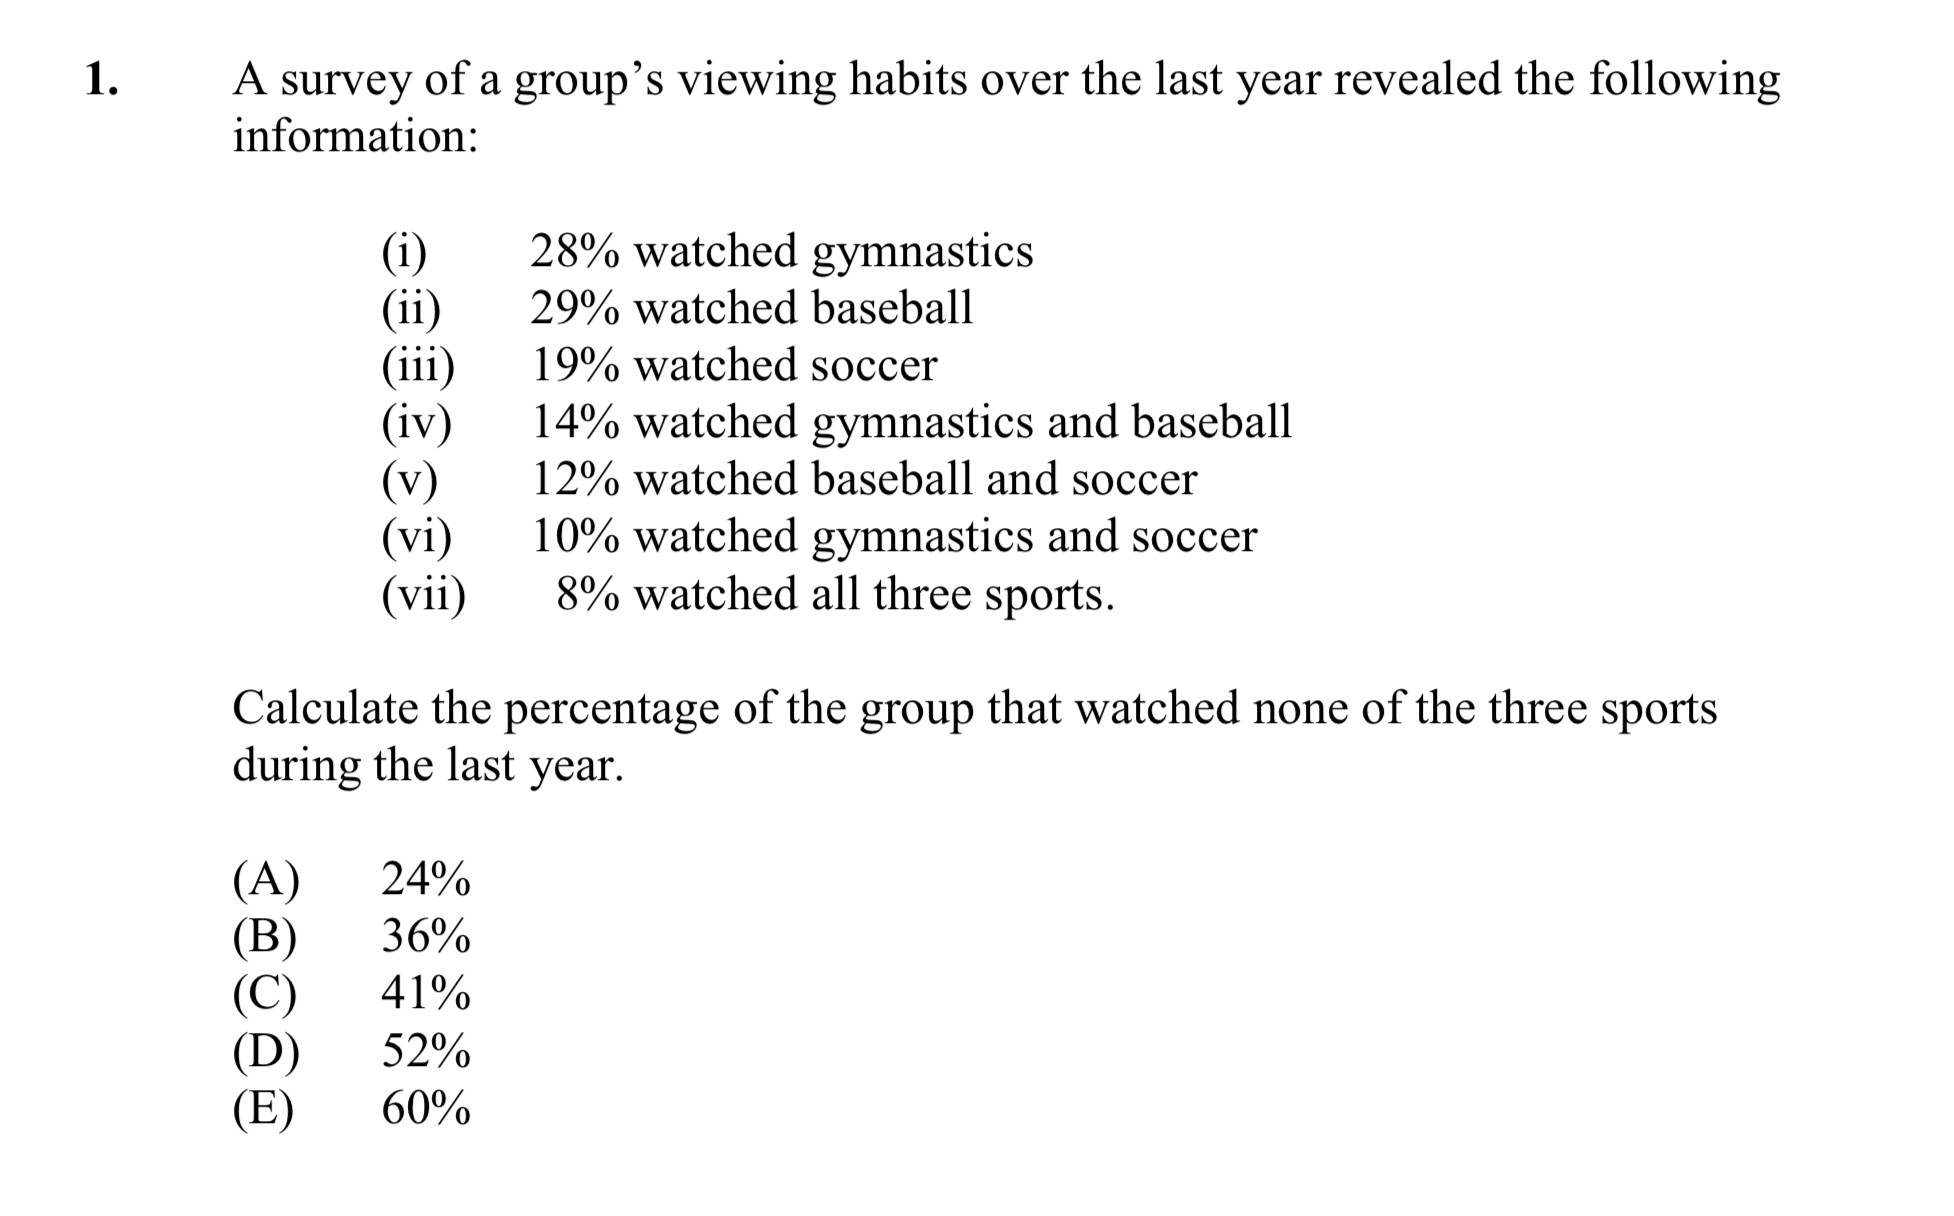 1. A survey of a group’s viewing habits over the last year revealed the following
information:
(i) 28% watched gymnastics
(ii) 29% watched baseball
(iii) 19% watched soccer
(iv) 14% watched gymnastics and baseball
(v) 12% watched baseball and soccer
(vi) 10% watched gymnastics and soccer
(vii) 8% watched all three sports.
Calculate the percentage of the group that watched none of the three sports
during the last year.
(A) 24%
(B) 36%
(C) 41%
(D) 52%
(E) 60%